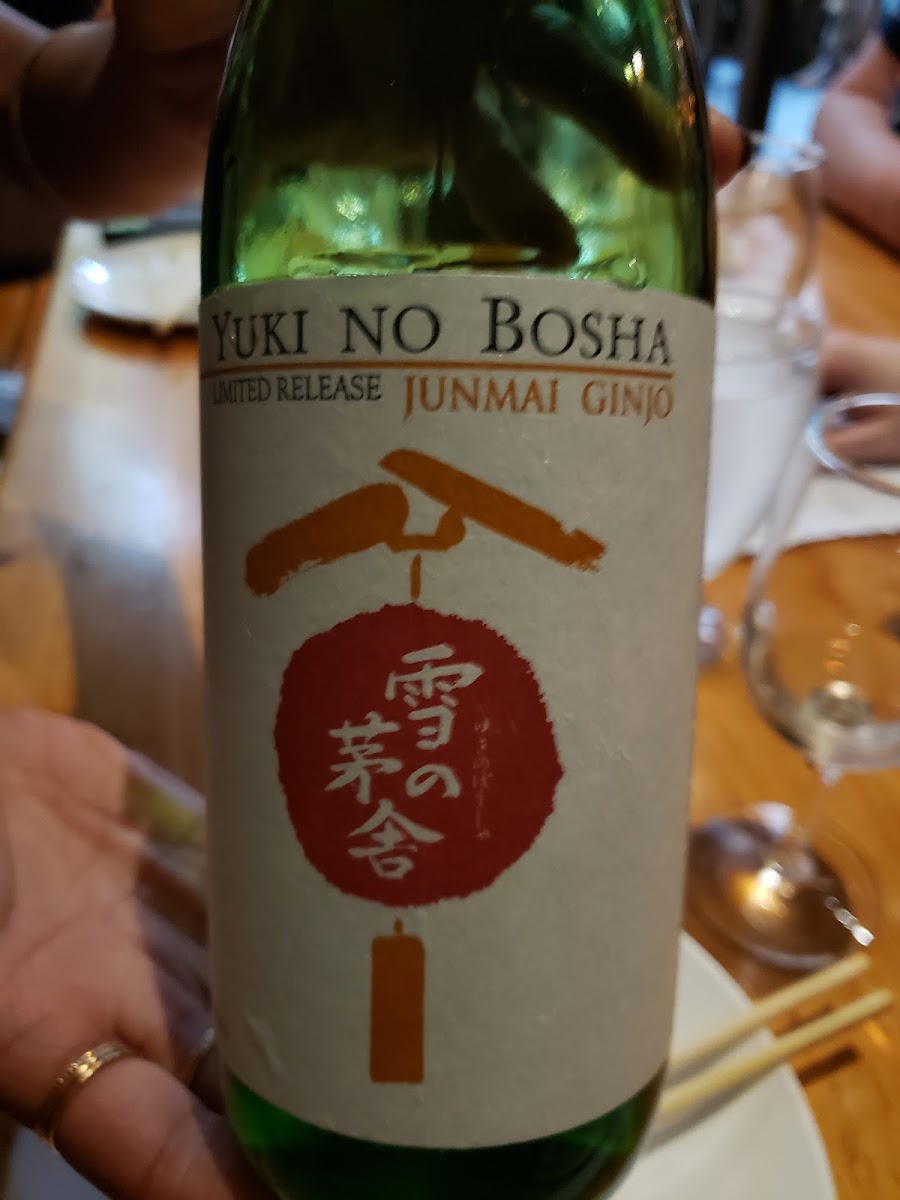 YUKI NO BOSHA
LIMITED RELEASE JUNMAI GINJO
雪の
茅舎